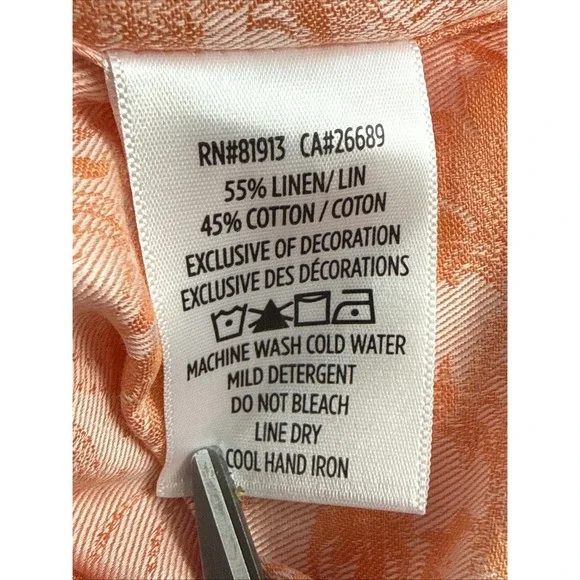 RN#81913 CA#26689
55% LINEN/ LIN
45% COTTON / COTON
EXCLUSIVE OF DECORATION
EXCLUSIVE DES DÉCORATIONS
MACHINE WASH COLD WATER
MILD DETERGENT
DO NOT BLEACH
LINE DRY
COOL HAND IRON